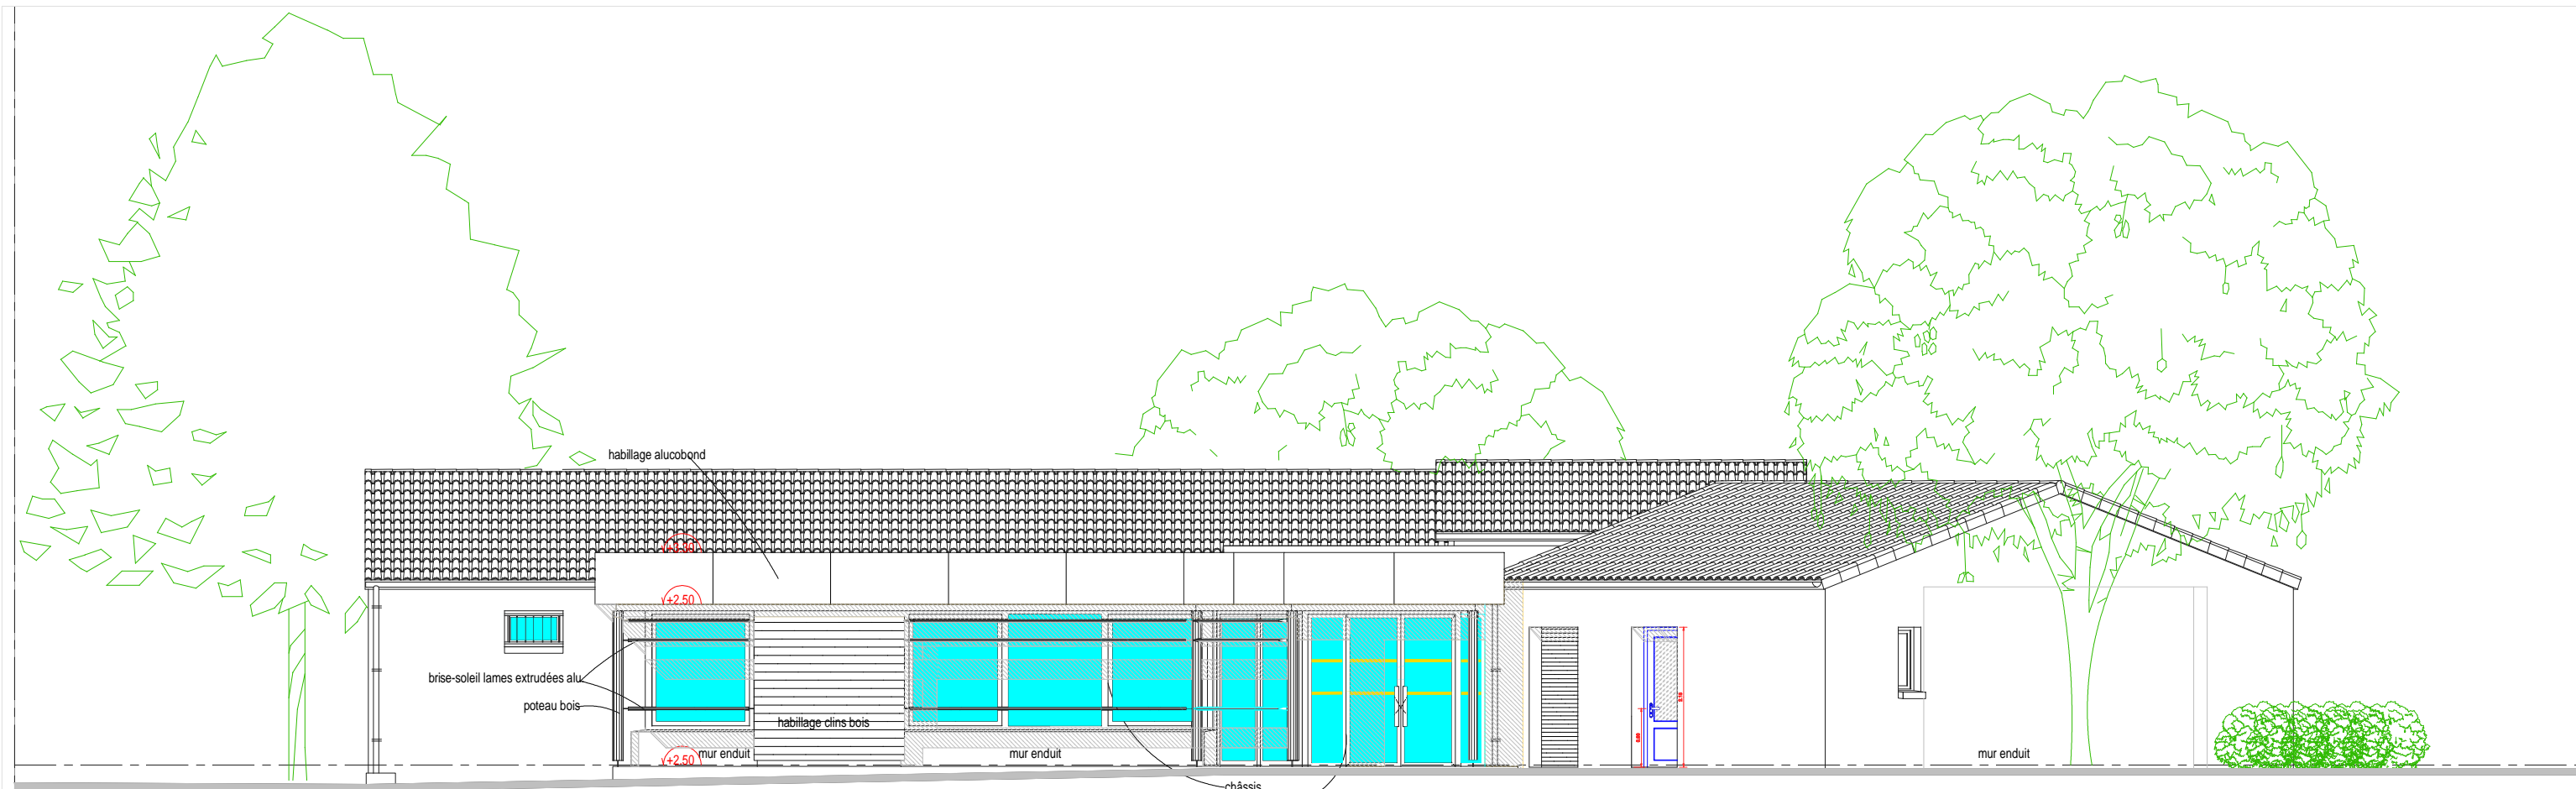 habillage alucobond
+2,50
brise-soleil lames extrudées alu
poteau bois
habillage clins bois
mur enduit
mur enduit
mur enduit
+2,50
châssis